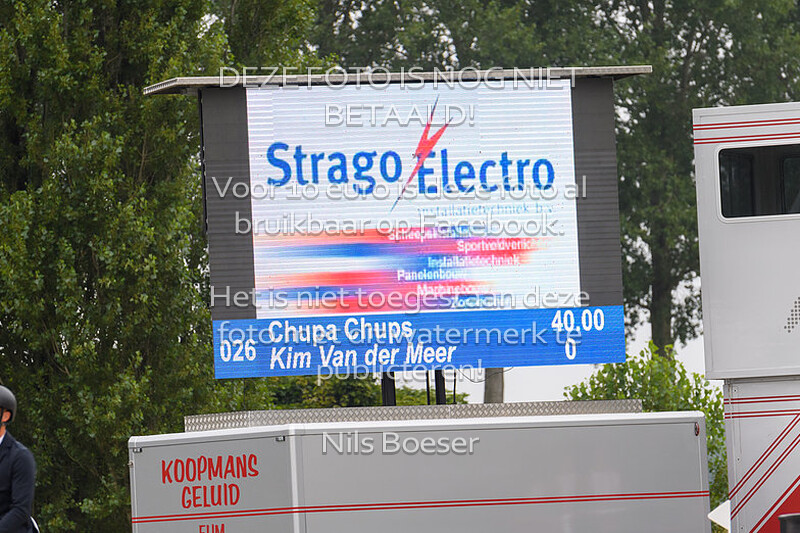 DEZE FOTO IS NOG NIET
BETAALD!
Strago Electro
Voor 10 euro is deze foto al
bruikbaar op Facebook.
Installatietechniek b.v.
Sportveldverlichting
Installatietechniek
Panelenbouw
Machinebouw
Het is niet toegestaan deze
foto met watermerk te
publiceren!
026
Chupa Chups
Kim Van der Meer
40.00
0
Nils Boeser
KOOPMANS
GELUID